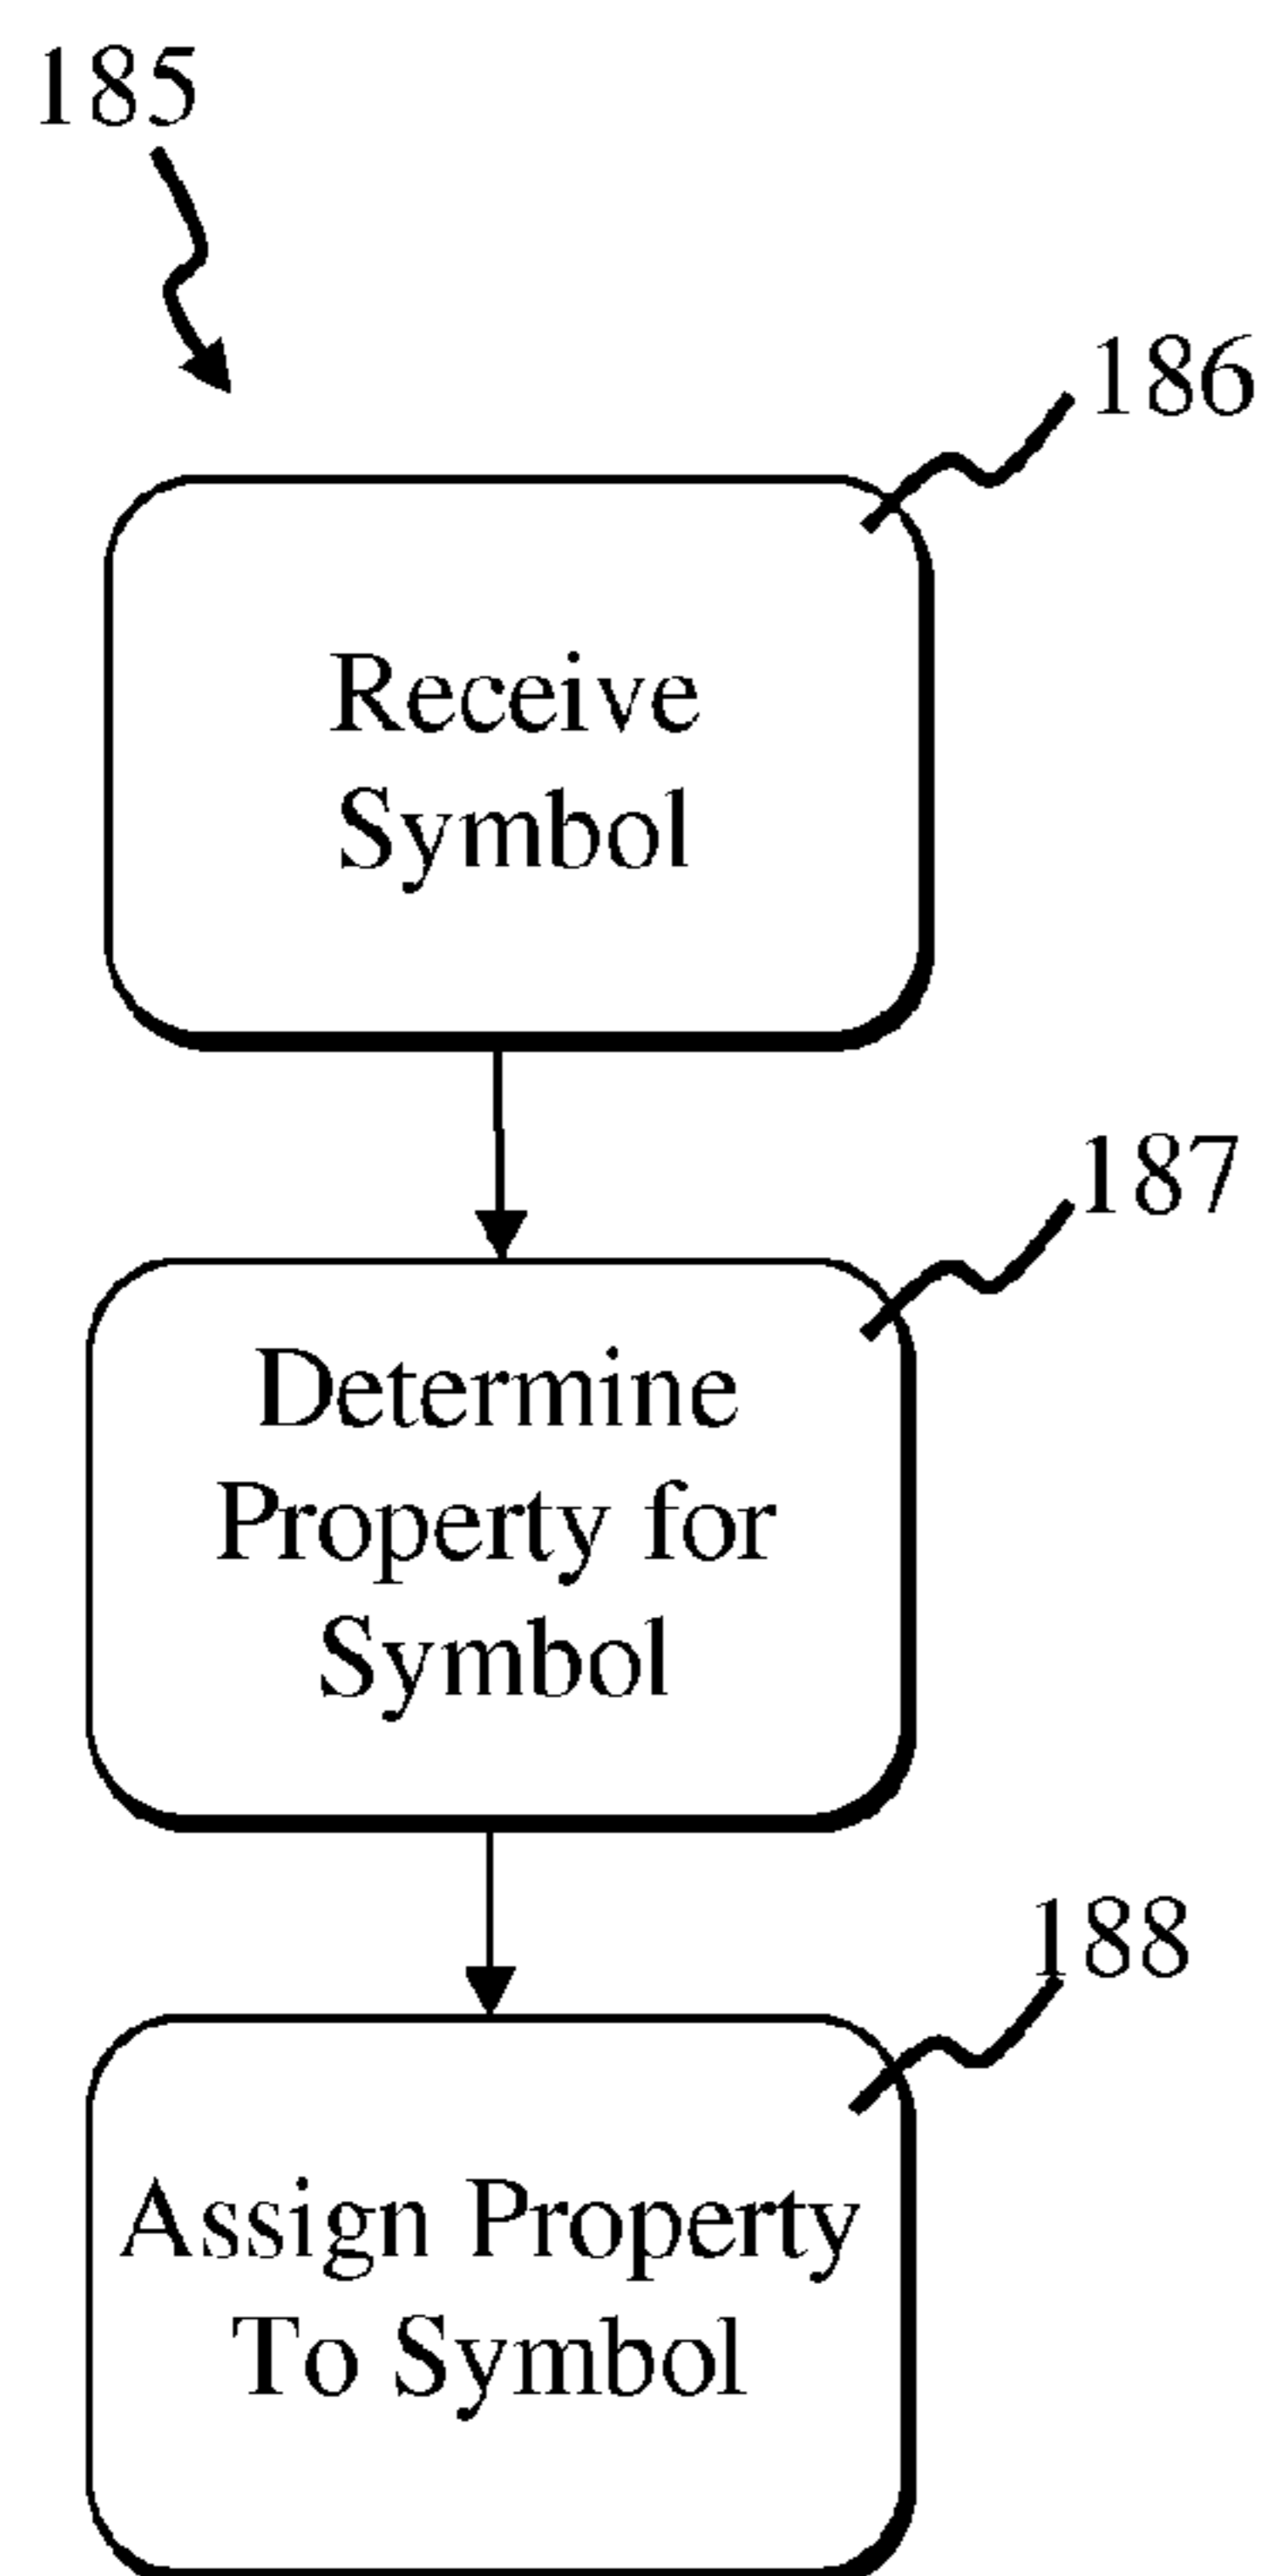 185
186
Receive
Symbol
187
Determine
Property for
Symbol
188
Assign Property
To Symbol